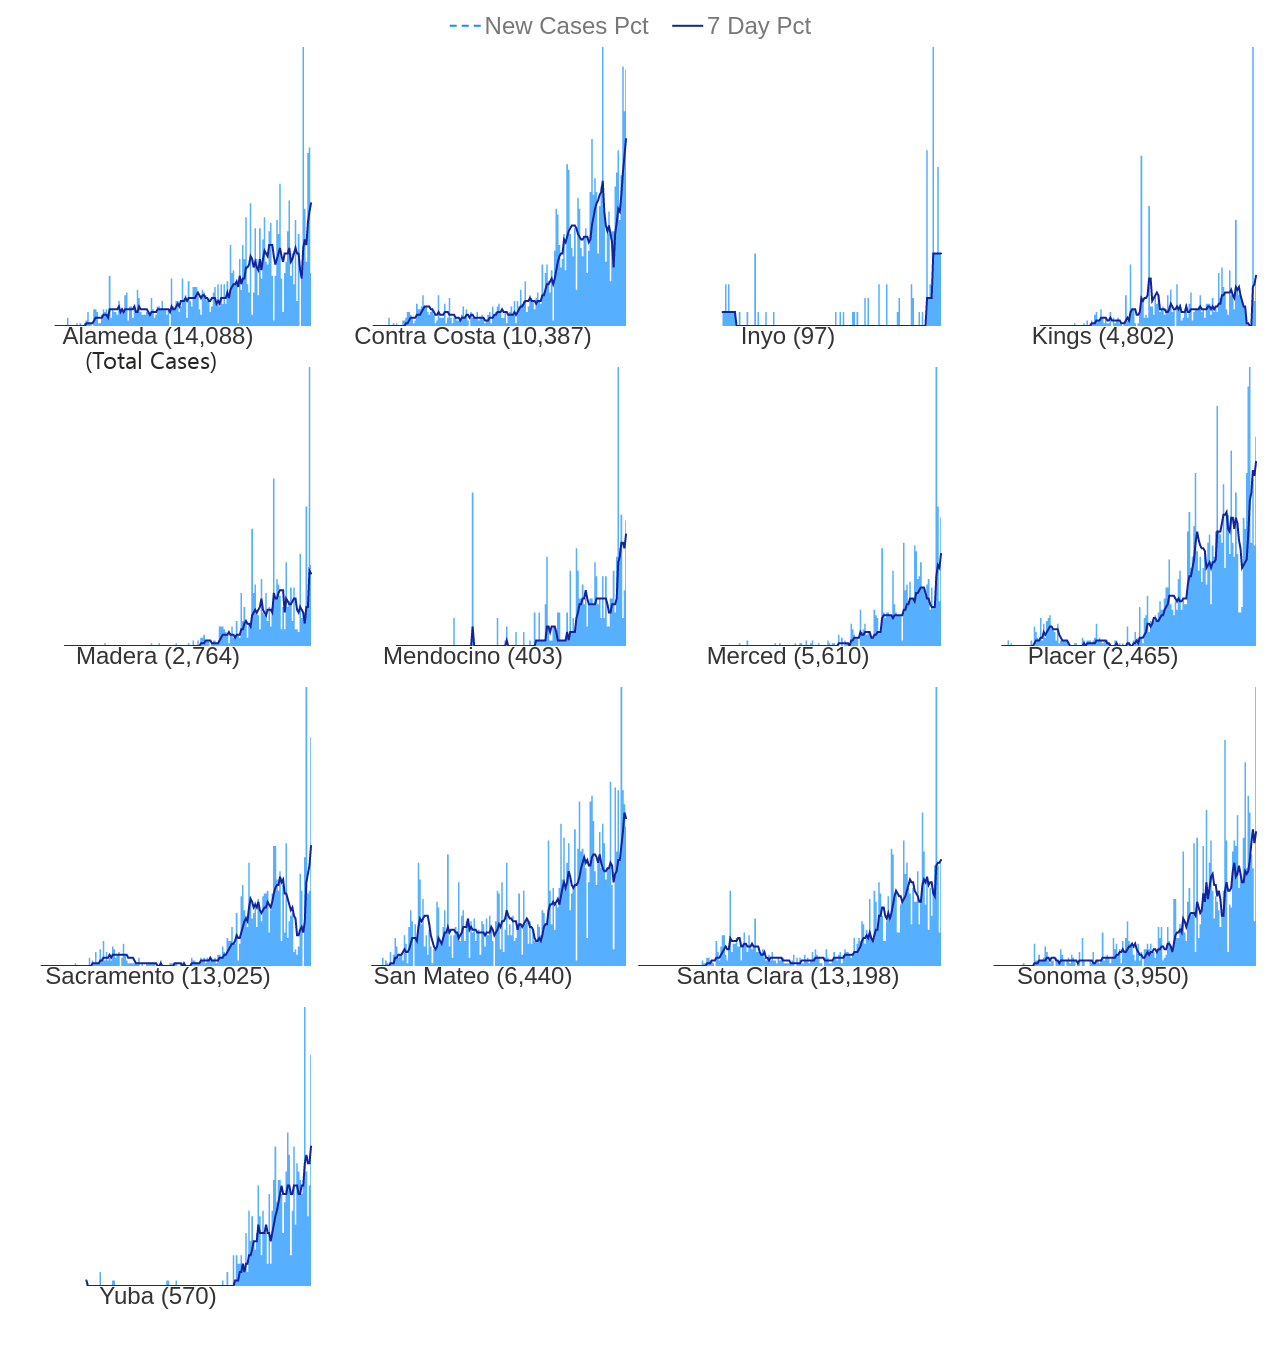 New Cases Pct 7 Day Pct
Alameda (14,088)
(Total Cases)
Contra Costa (10,387)
Inyo (97)
Kings (4,802)
Madera (2,764)
Mendocino (403)
Merced (5,610)
Placer (2,465)
Sacramento (13,025)
San Mateo (6,440)
Santa Clara (13,198)
Sonoma (3,950)
Yuba (570)